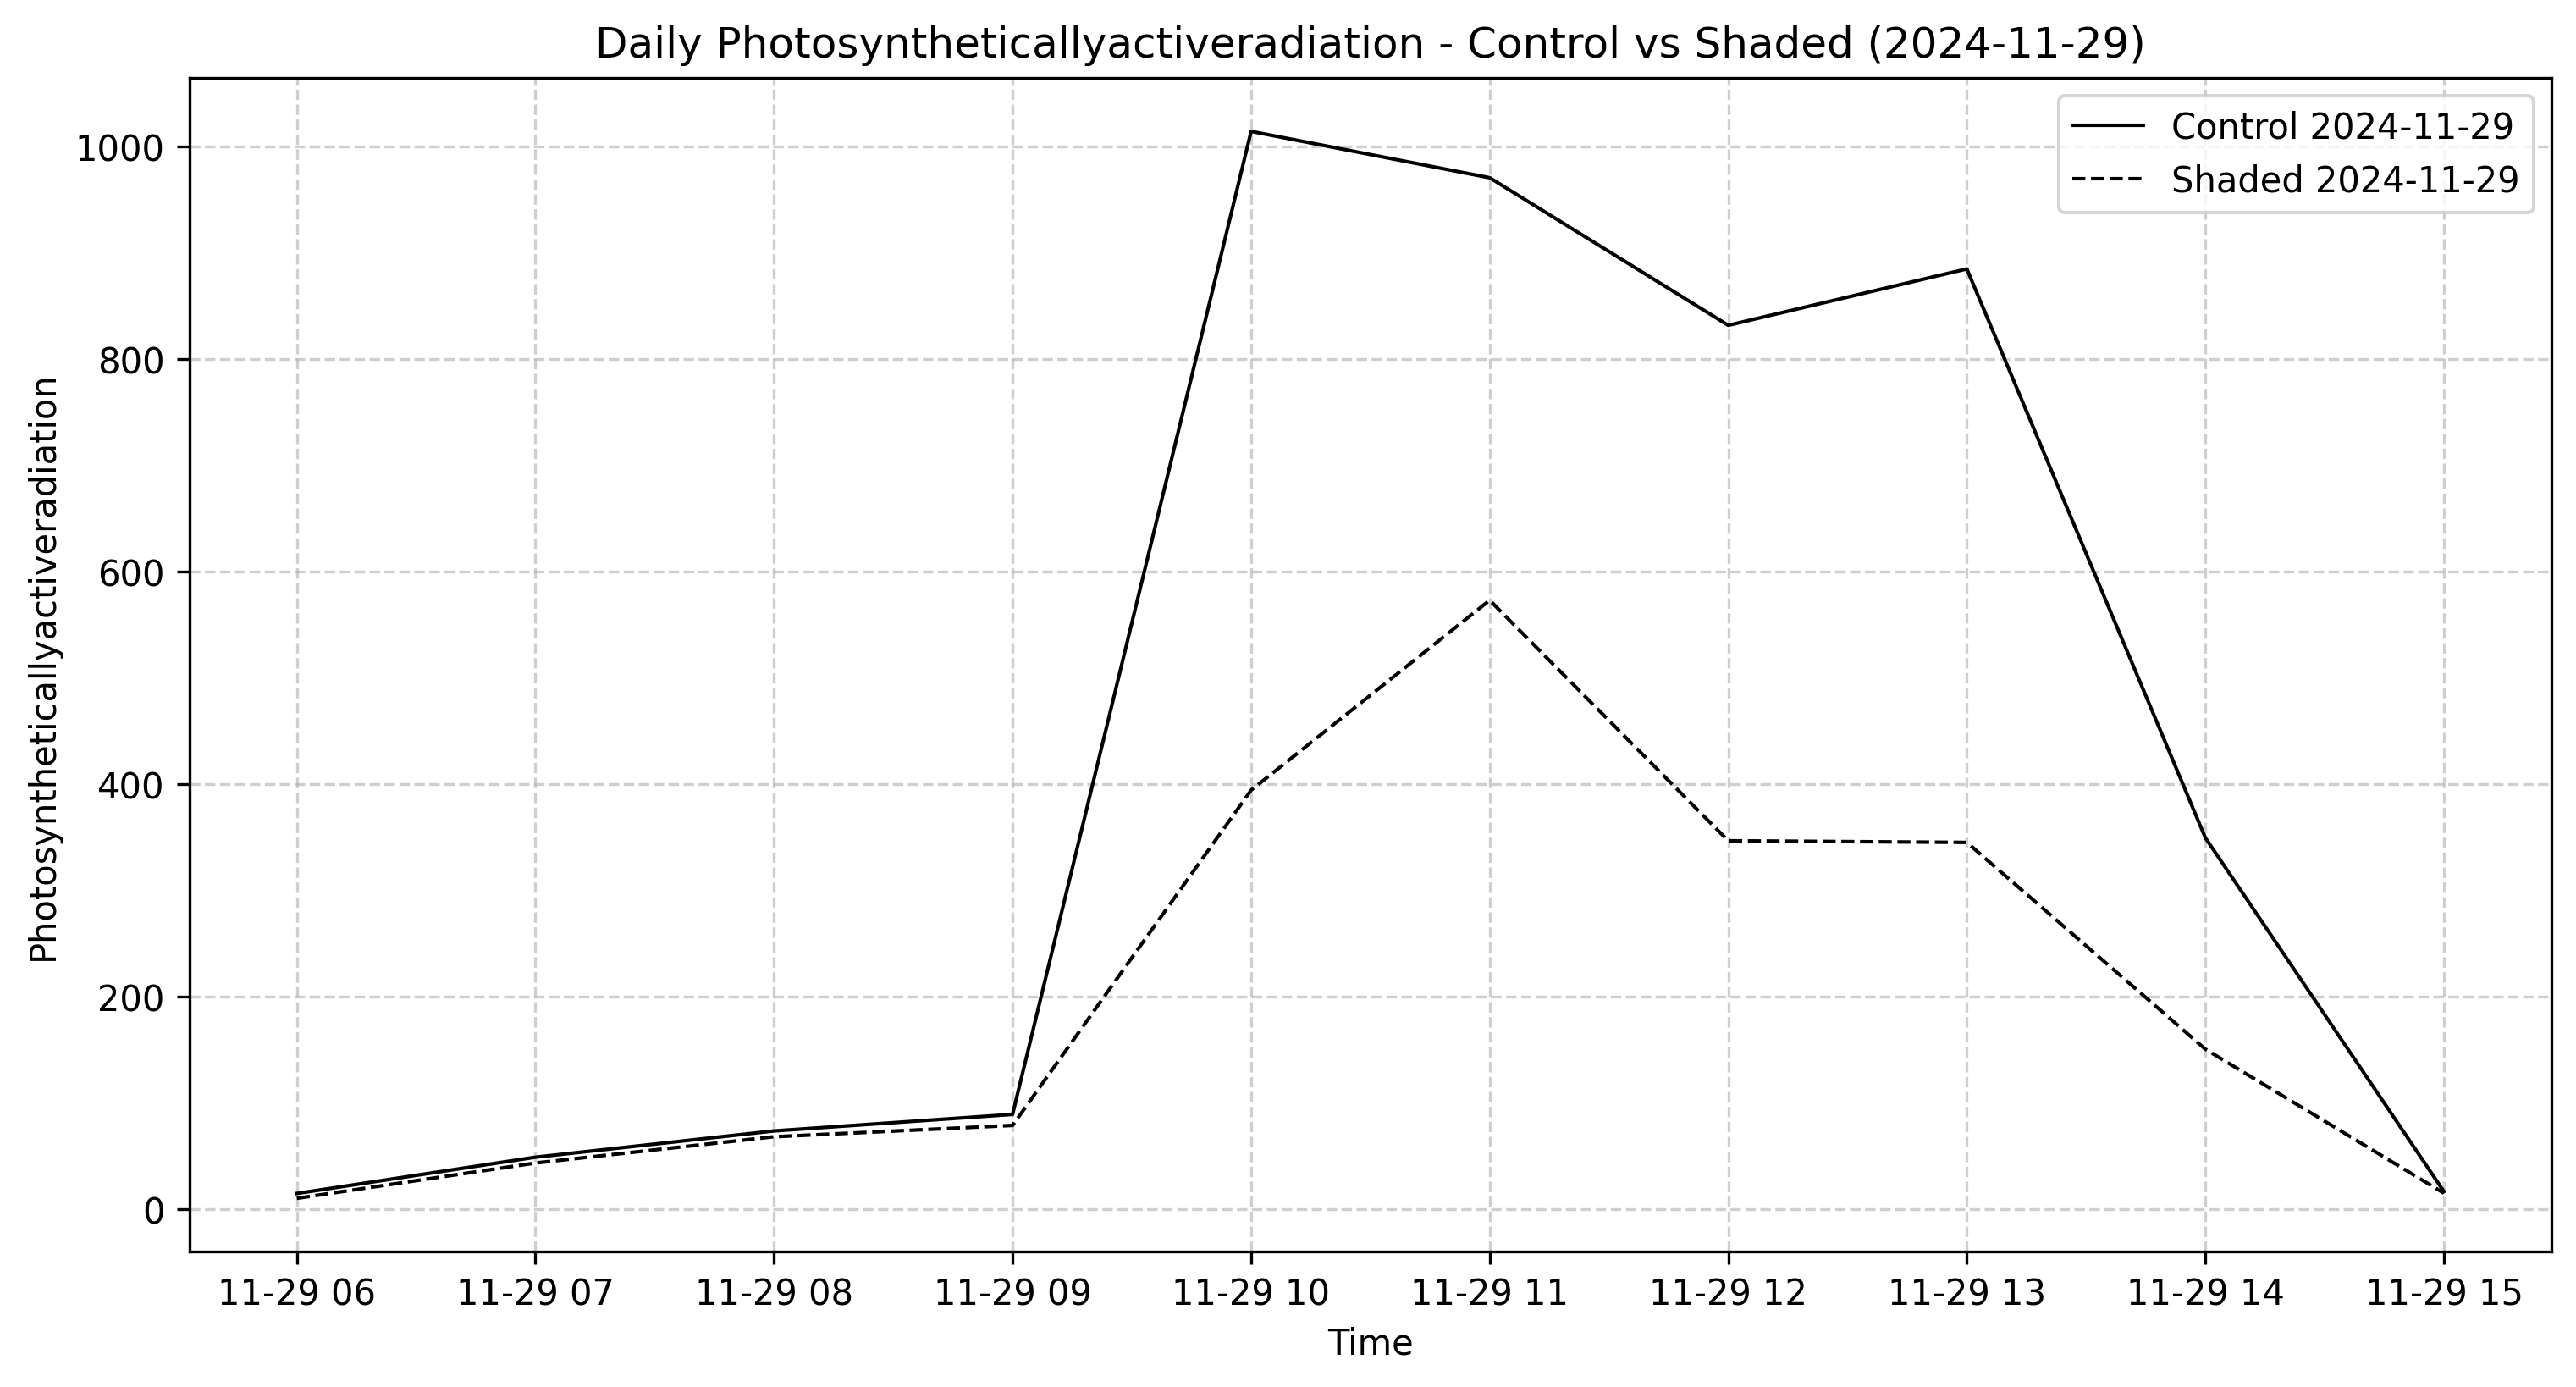 Daily Photosyntheticallyactiveradiation - Control vs Shaded (2024-11-29)
Control 2024-11-29
Shaded 2024-11-29
Photosyntheticallyactiveradiation
1000
800
600
400
200
0
11-29 06 11-29 07 11-29 08 11-29 09 11-29 10 11-29 11 11-29 12 11-29 13 11-29 14 11-29 15
Time